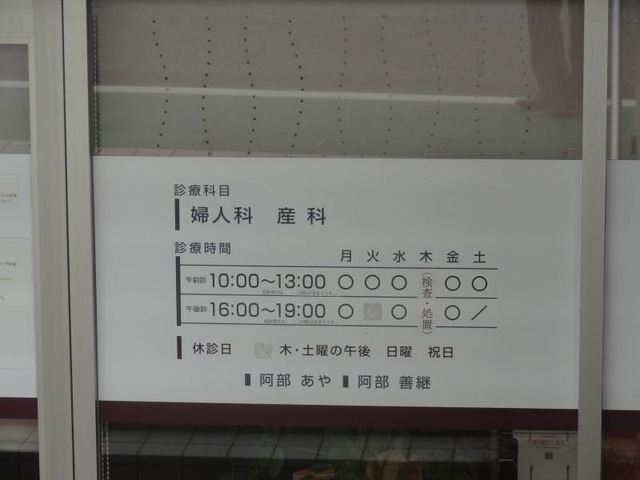 診療科目
婦人科 産科
診療時間
月 火 水 木 金 土
午前診 10:00～13:00 ○ ○ ○ (検査・処置) ○ ○
午後診 16:00～19:00 ○ ○ ○ ／
休診日 木・土曜の午後 日曜 祝日
阿部 あや 阿部 善継